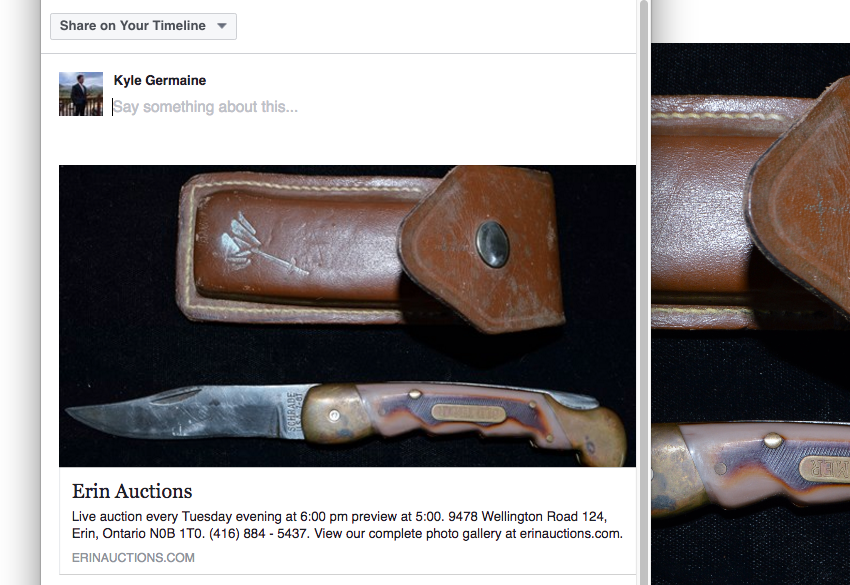 Share on Your Timeline
Kyle Germaine
Say something about this...
SCHRADE
Erin Auctions
Live auction every Tuesday evening at 6:00 pm preview at 5:00. 9478 Wellington Road 124,
Erin, Ontario N0B 1T0. (416) 884 - 5437. View our complete photo gallery at erinauctions.com.
ERINAUCTIONS.COM